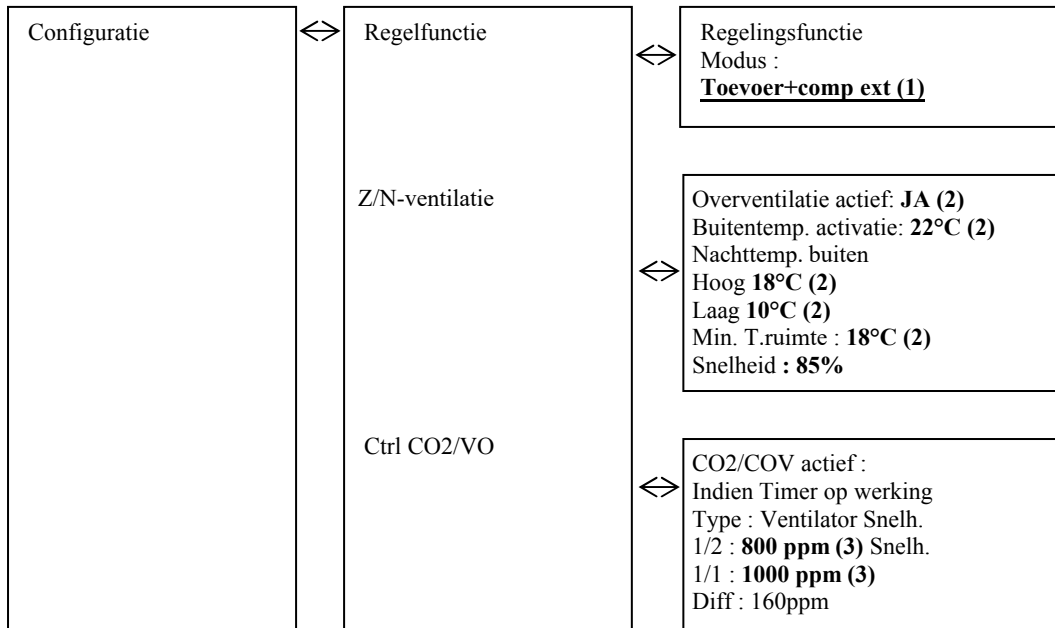 Configuratie
Regelfunctie
Regelingsfunctie
Modus :
Toevoer+comp ext (1)
Z/N-ventilatie
Overventilatie actief: JA (2)
Buitentemp. activatie: 22°C (2)
Nachttemp. buiten
Hoog 18°C (2)
Laag 10°C (2)
Min. T.ruimte : 18°C (2)
Snelheid : 85%
Ctrl CO2/VO
CO2/COV actief :
Indien Timer op werking
Type : Ventilator Snelh.
1/2 : 800 ppm (3) Snelh.
1/1 : 1000 ppm (3)
Diff : 160ppm